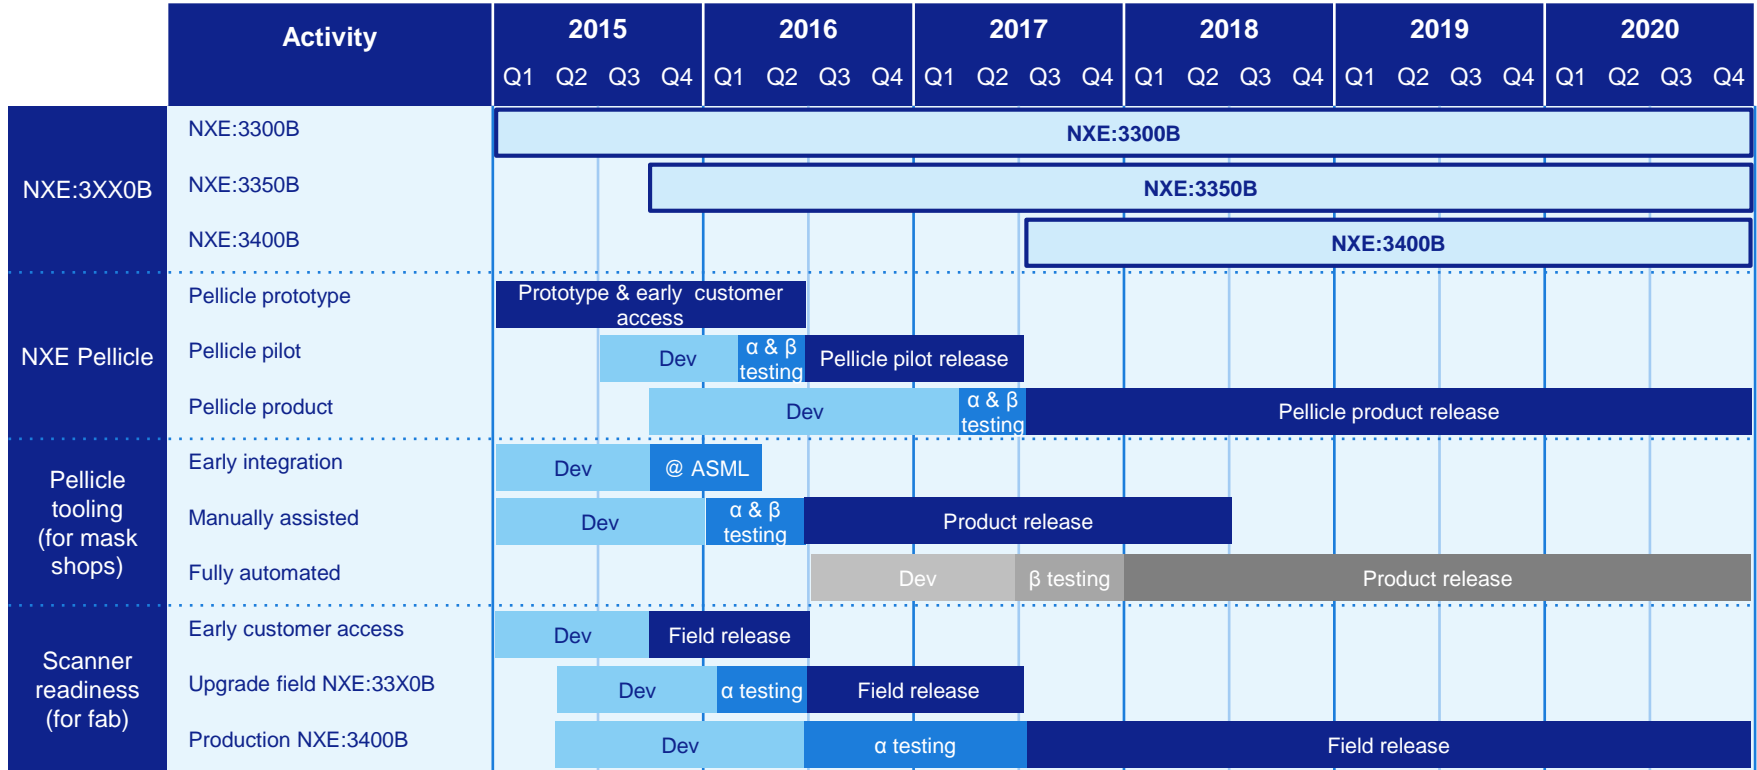 Activity
2015 2016 2017 2018 2019 2020
Q1 Q2 Q3 Q4 Q1 Q2 Q3 Q4 Q1 Q2 Q3 Q4 Q1 Q2 Q3 Q4 Q1 Q2 Q3 Q4 Q1 Q2 Q3 Q4
NXE:3XX0B
NXE:3300B
NXE:3300B
NXE:3350B
NXE:3350B
NXE:3400B
NXE:3400B
NXE Pellicle
Pellicle prototype
Prototype & early customer
access
Pellicle pilot
Dev
α & β
testing
Pellicle pilot release
Pellicle product
Dev
α & β
testing
Pellicle product release
Pellicle
tooling
(for mask
shops)
Early integration
Dev
@ ASML
Manually assisted
Dev
α & β
testing
Product release
Fully automated
Dev
β testing
Product release
Scanner
readiness
(for fab)
Early customer access
Dev
Field release
Upgrade field NXE:33X0B
Dev
α testing
Field release
Production NXE:3400B
Dev
α testing
Field release